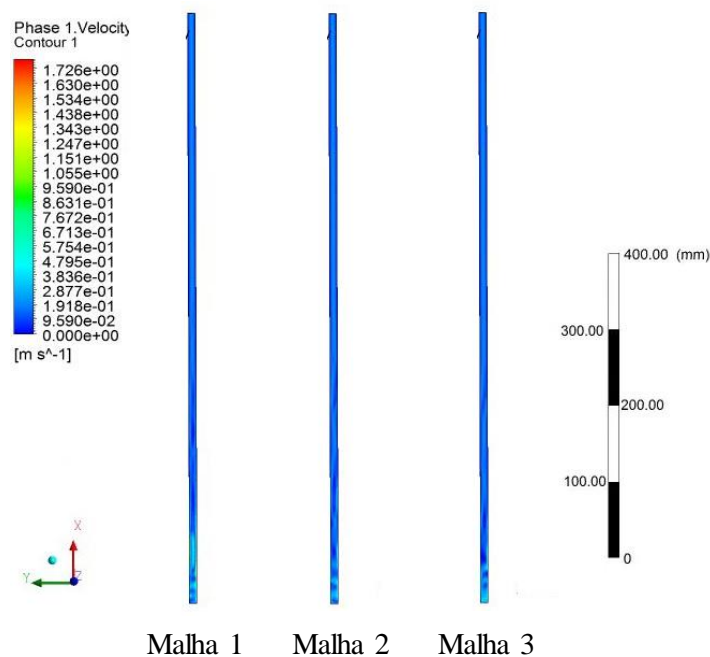 Phase 1.Velocity
Contour 1
1.726e+00
1.630e+00
1.534e+00
1.438e+00
1.343e+00
1.247e+00
1.151e+00
1.055e+00
9.590e-01
8.631e-01
7.672e-01
6.713e-01
5.754e-01
4.795e-01
3.836e-01
2.877e-01
1.918e-01
9.590e-02
0.000e+00
[m s^-1]
400.00 (mm)
300.00
200.00
100.00
0
X
Y
Z
Malha 1 Malha 2 Malha 3